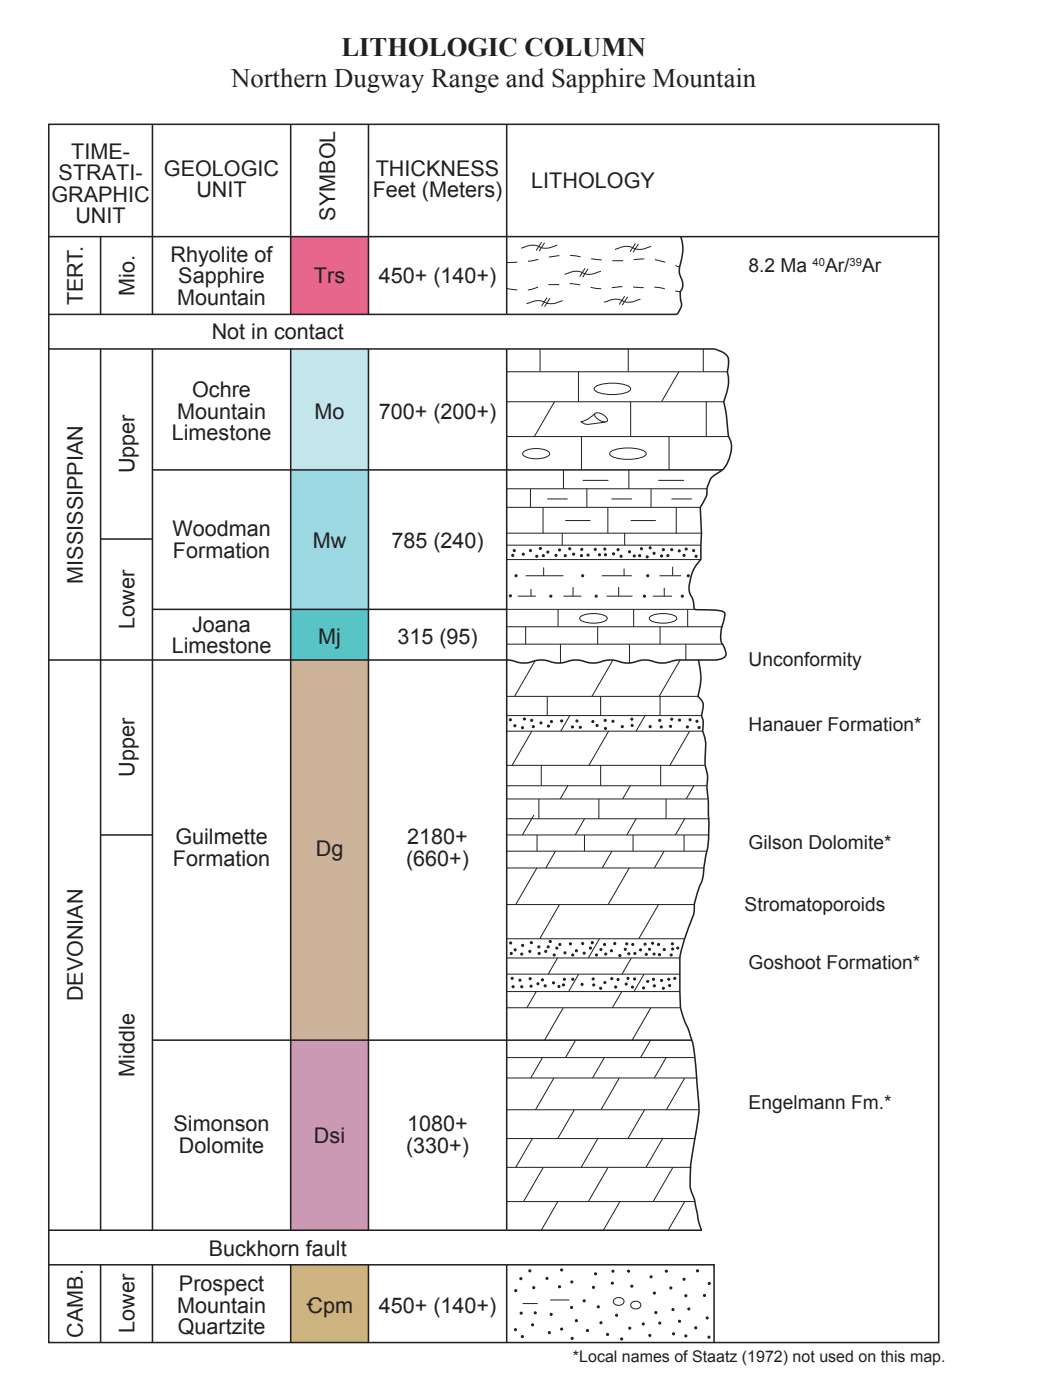 LITHOLOGIC COLUMN
Northern Dugway Range and Sapphire Mountain
TIME-
STRATI-
GRAPHIC
UNIT
GEOLOGIC
UNIT
SYMBOL
THICKNESS
Feet (Meters)
LITHOLOGY
TERT.
Mio.
Rhyolite of
Sapphire
Mountain
Trs
450+ (140+)
8.2 Ma ⁴⁰Ar/³⁹Ar
Not in contact
MISSISSIPPIAN
Upper
Ochre
Mountain
Limestone
Mo
700+ (200+)
Woodman
Formation
Mw
785 (240)
Lower
Joana
Limestone
Mj
315 (95)
Unconformity
DEVONIAN
Upper
Hanauer Formation*
Guilmette
Formation
Dg
2180+
(660+)
Gilson Dolomite*
Stromatoporoids
Goshoot Formation*
Middle
Simonson
Dolomite
Dsi
1080+
(330+)
Engelmann Fm.*
Buckhorn fault
CAMB.
Lower
Prospect
Mountain
Quartzite
Ꞓpm
450+ (140+)
*Local names of Staatz (1972) not used on this map.